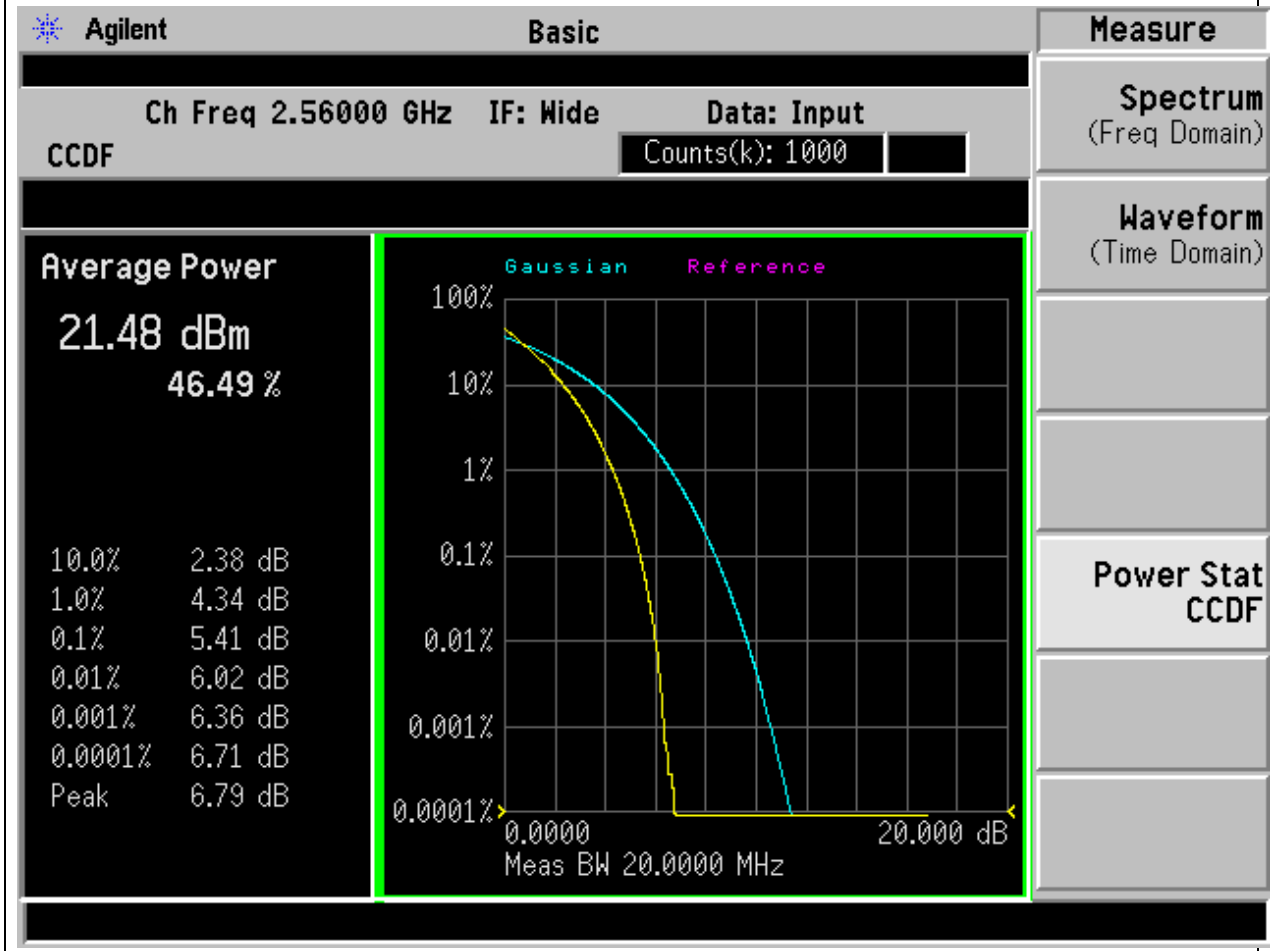 Agilent Basic Measure
Ch Freq 2.56000 GHz IF: Wide Data: Input
CCDF Counts(k): 1000
Spectrum
(Freq Domain)
Waveform
(Time Domain)
Power Stat
CCDF
Average Power
21.48 dBm
46.49 %
10.0% 2.38 dB
1.0% 4.34 dB
0.1% 5.41 dB
0.01% 6.02 dB
0.001% 6.36 dB
0.0001% 6.71 dB
Peak 6.79 dB
Gaussian Reference
100%
10%
1%
0.1%
0.01%
0.001%
0.0001%
0.0000 20.000 dB
Meas BW 20.0000 MHz